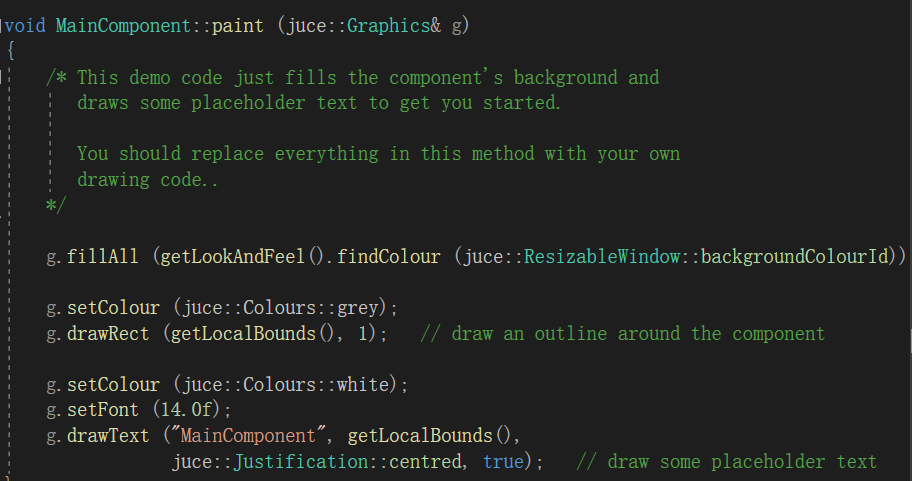 void MainComponent::paint (juce::Graphics& g)
{
/* This demo code just fills the component's background and
draws some placeholder text to get you started.
You should replace everything in this method with your own
drawing code..
*/
g.fillAll (getLookAndFeel().findColour (juce::ResizableWindow::backgroundColourId))
g.setColour (juce::Colours::grey);
g.drawRect (getLocalBounds(), 1);   // draw an outline around the component
g.setColour (juce::Colours::white);
g.setFont (14.0f);
g.drawText ("MainComponent", getLocalBounds(),
juce::Justification::centred, true);   // draw some placeholder text